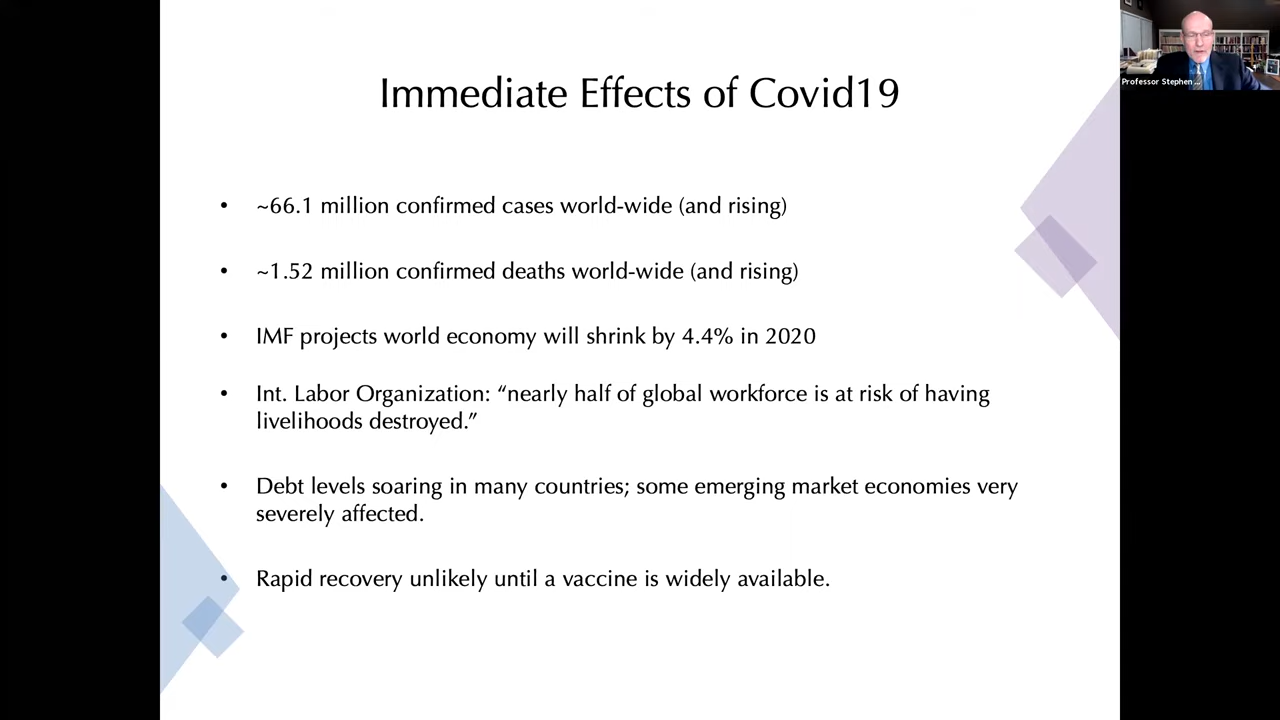 Immediate Effects of Covid19
Professor Stephen ...
• ~66.1 million confirmed cases world-wide (and rising)
• ~1.52 million confirmed deaths world-wide (and rising)
• IMF projects world economy will shrink by 4.4% in 2020
• Int. Labor Organization: “nearly half of global workforce is at risk of having
livelihoods destroyed.”
• Debt levels soaring in many countries; some emerging market economies very
severely affected.
• Rapid recovery unlikely until a vaccine is widely available.